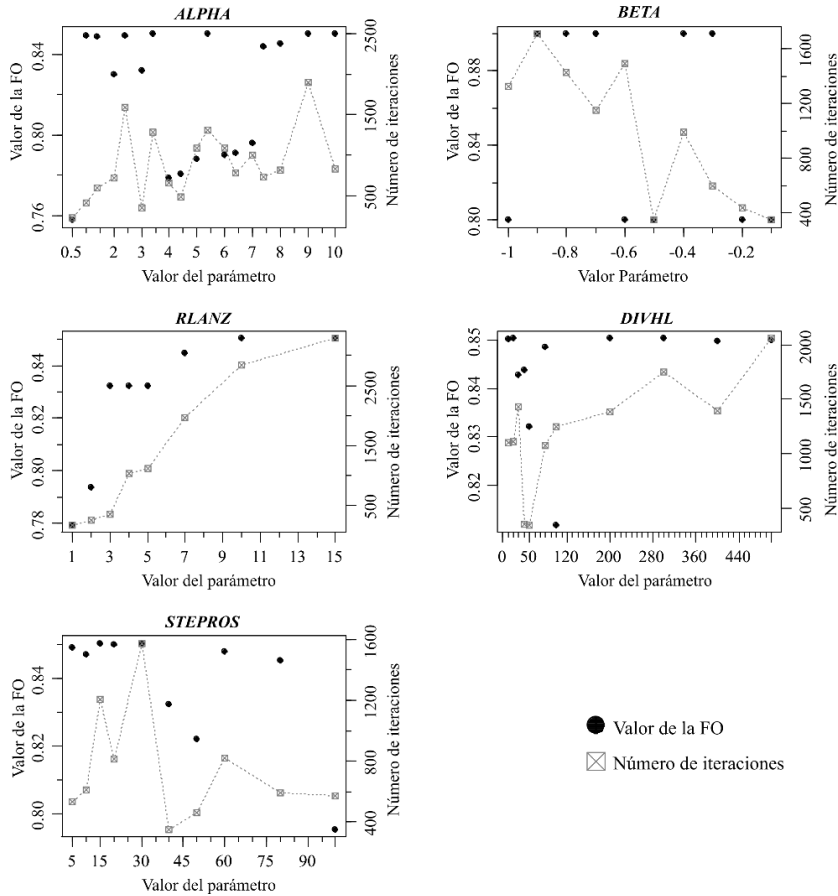 ALPHA
Valor de la FO
0.84
0.80
0.76
2500
1500
500
Número de iteraciones
0.5 2 3 4 5 6 7 8 9 10
Valor del parámetro
BETA
Valor de la FO
0.88
0.84
0.80
1600
1200
800
400
Número de iteraciones
-1 -0.8 -0.6 -0.4 -0.2
Valor Parámetro
RLANZ
Valor de la FO
0.84
0.82
0.80
0.78
2500
1500
500
Número de iteraciones
1 3 5 7 9 11 13 15
Valor del parámetro
DIVHL
Valor de la FO
0.85
0.84
0.83
0.82
2000
1500
1000
500
Número de iteraciones
0 50 120 200 280 360 440
Valor del parámetro
STEPROS
Valor de la FO
0.84
0.82
0.80
1600
1200
800
400
Número de iteraciones
5 15 30 45 60 75 90
Valor del parámetro
Valor de la FO
Número de iteraciones